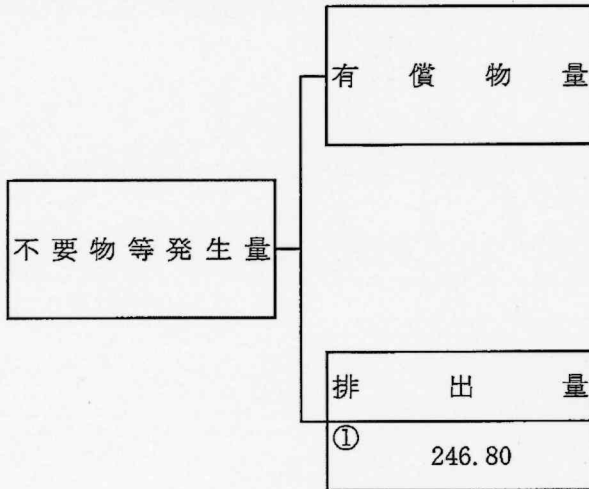 有償物量
不要物等発生量
排出量
①
246.80